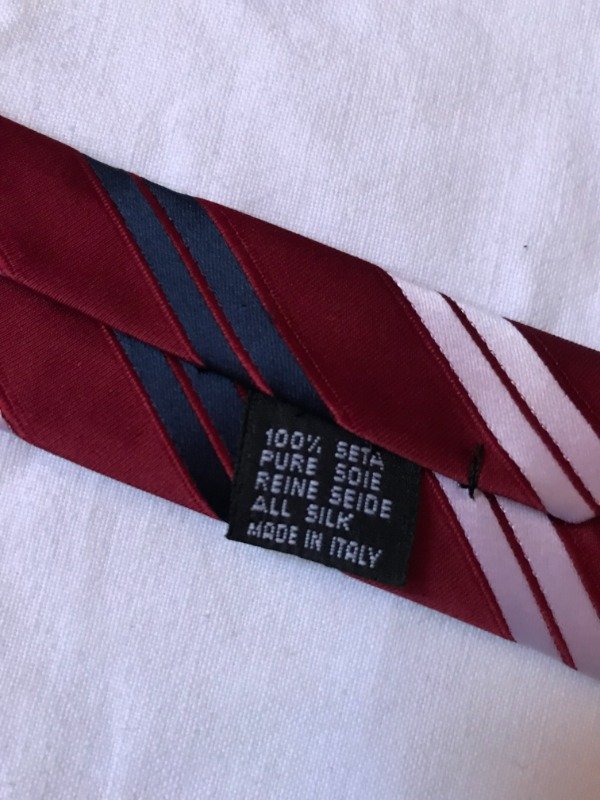 100% SETA
PURE SOIE
REINE SEIDE
ALL SILK
MADE IN ITALY